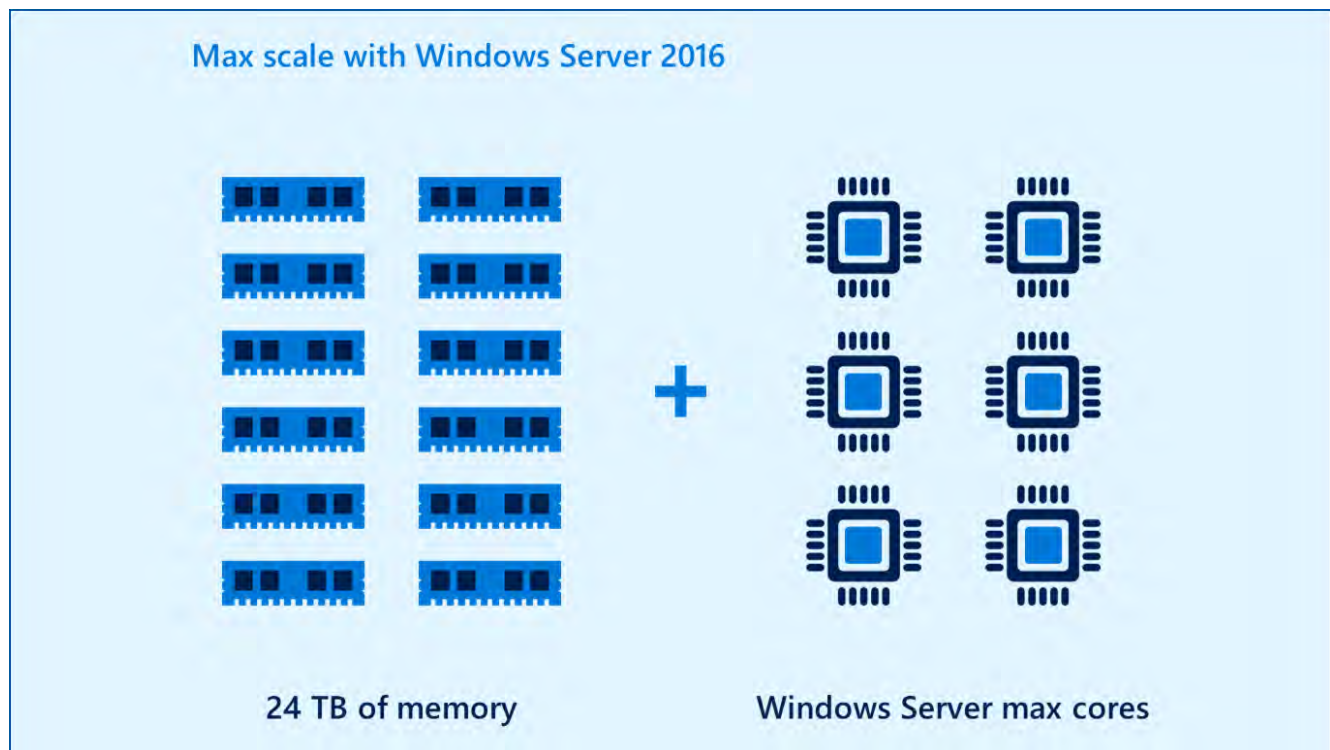 Max scale with Windows Server 2016
24 TB of memory
Windows Server max cores